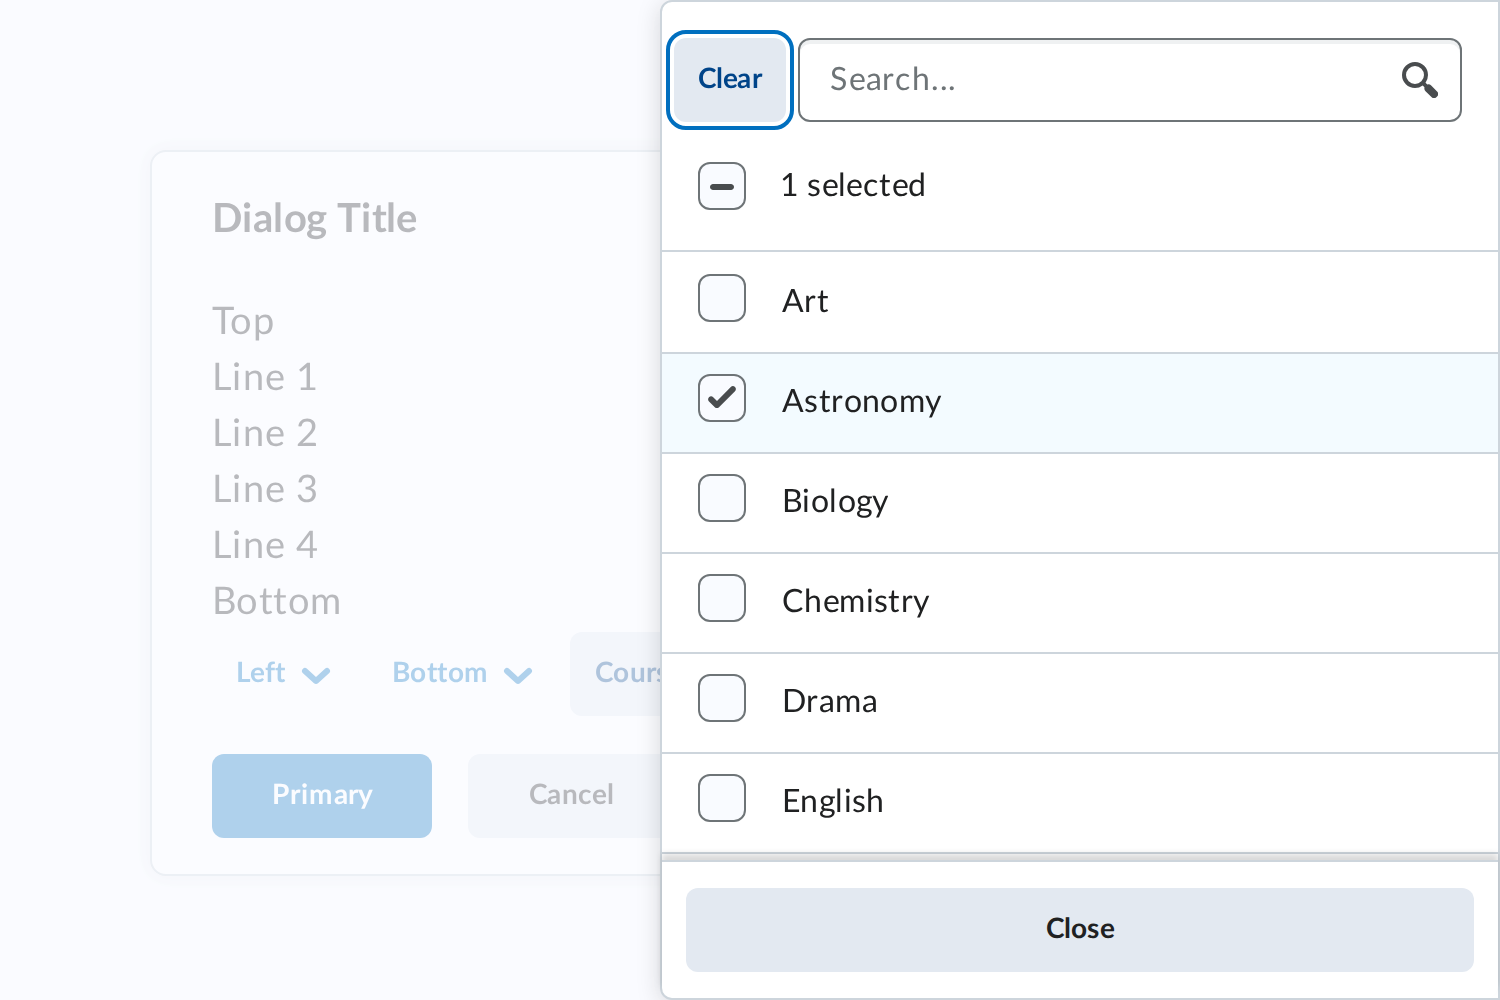 Dialog Title
Top
Line 1
Line 2
Line 3
Line 4
Bottom
Left
Bottom
Primary
Cancel
Clear
Search...
1 selected
Art
Astronomy
Biology
Chemistry
Drama
English
Close